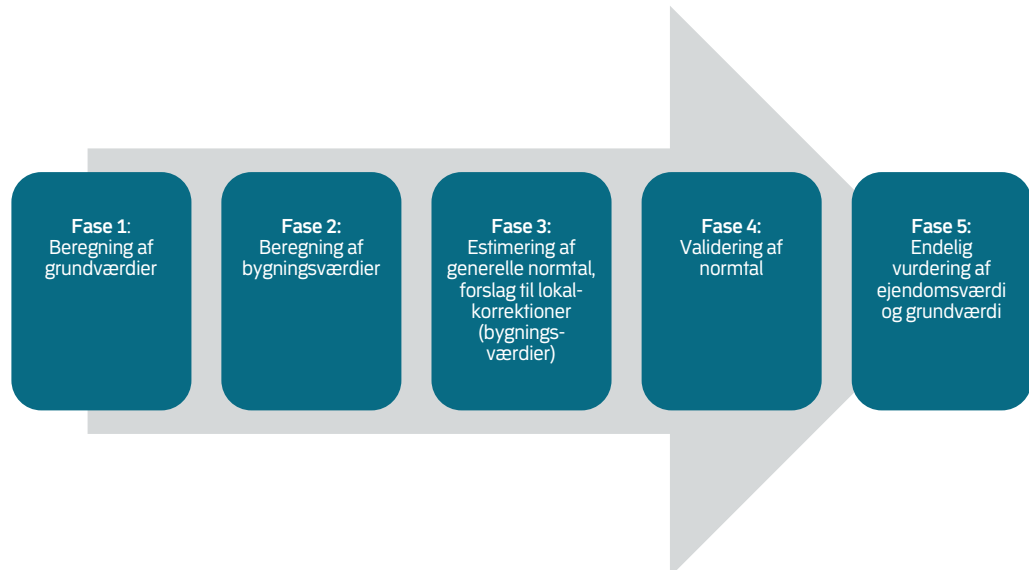 Fase 1:
Beregning af
grundværdier
Fase 2:
Beregning af
bygningsværdier
Fase 3:
Estimering af
generelle normtal,
forslag til lokal-
korrektioner
(bygnings-
værdier)
Fase 4:
Validering af
normtal
Fase 5:
Endelig
vurdering af
ejendomsværdi
og grundværdi